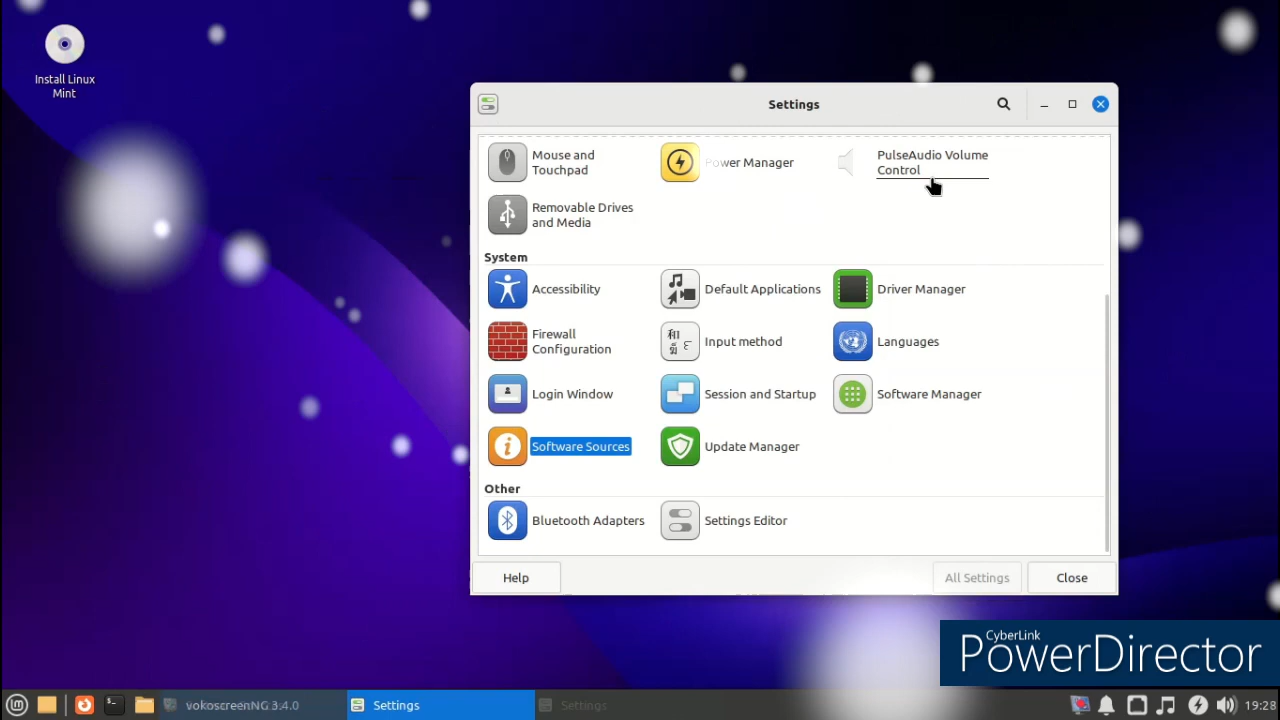 Install Linux
Mint
Settings
Mouse and
Touchpad
Power Manager
PulseAudio Volume
Control
Removable Drives
and Media
System
Accessibility
Default Applications
Driver Manager
Firewall
Configuration
Input method
Languages
Login Window
Session and Startup
Software Manager
Software Sources
Update Manager
Other
Bluetooth Adapters
Settings Editor
Help
All Settings
Close
CyberLink
PowerDirector
vokoscreenNG 3.4.0
Settings
Settings
19:28